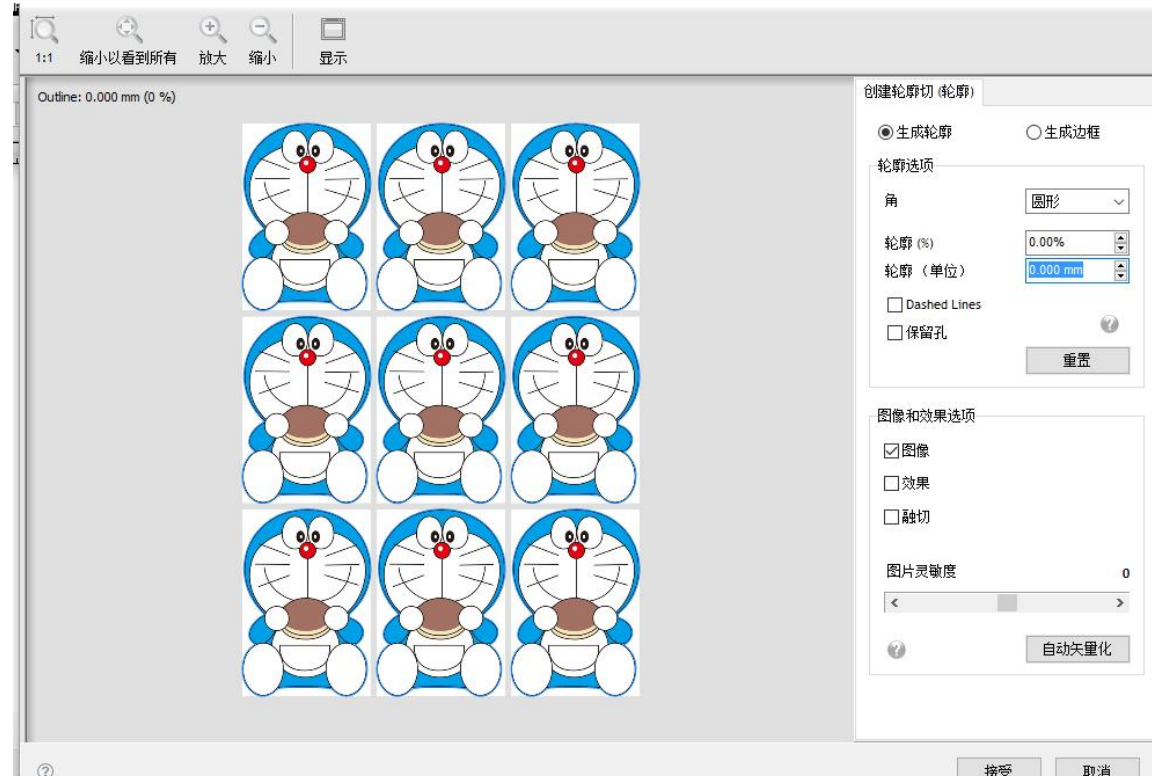 1:1 缩小以看到所有 放大 缩小 显示
Outline: 0.000 mm (0 %)
创建轮廓切 (轮廓)
生成轮廓 生成边框
轮廓选项
角 圆形
轮廓 (%) 0.00%
轮廓（单位） 0.000 mm
Dashed Lines
保留孔
重置
图像和效果选项
图像
效果
融切
图片灵敏度 0
自动矢量化
接受 取消